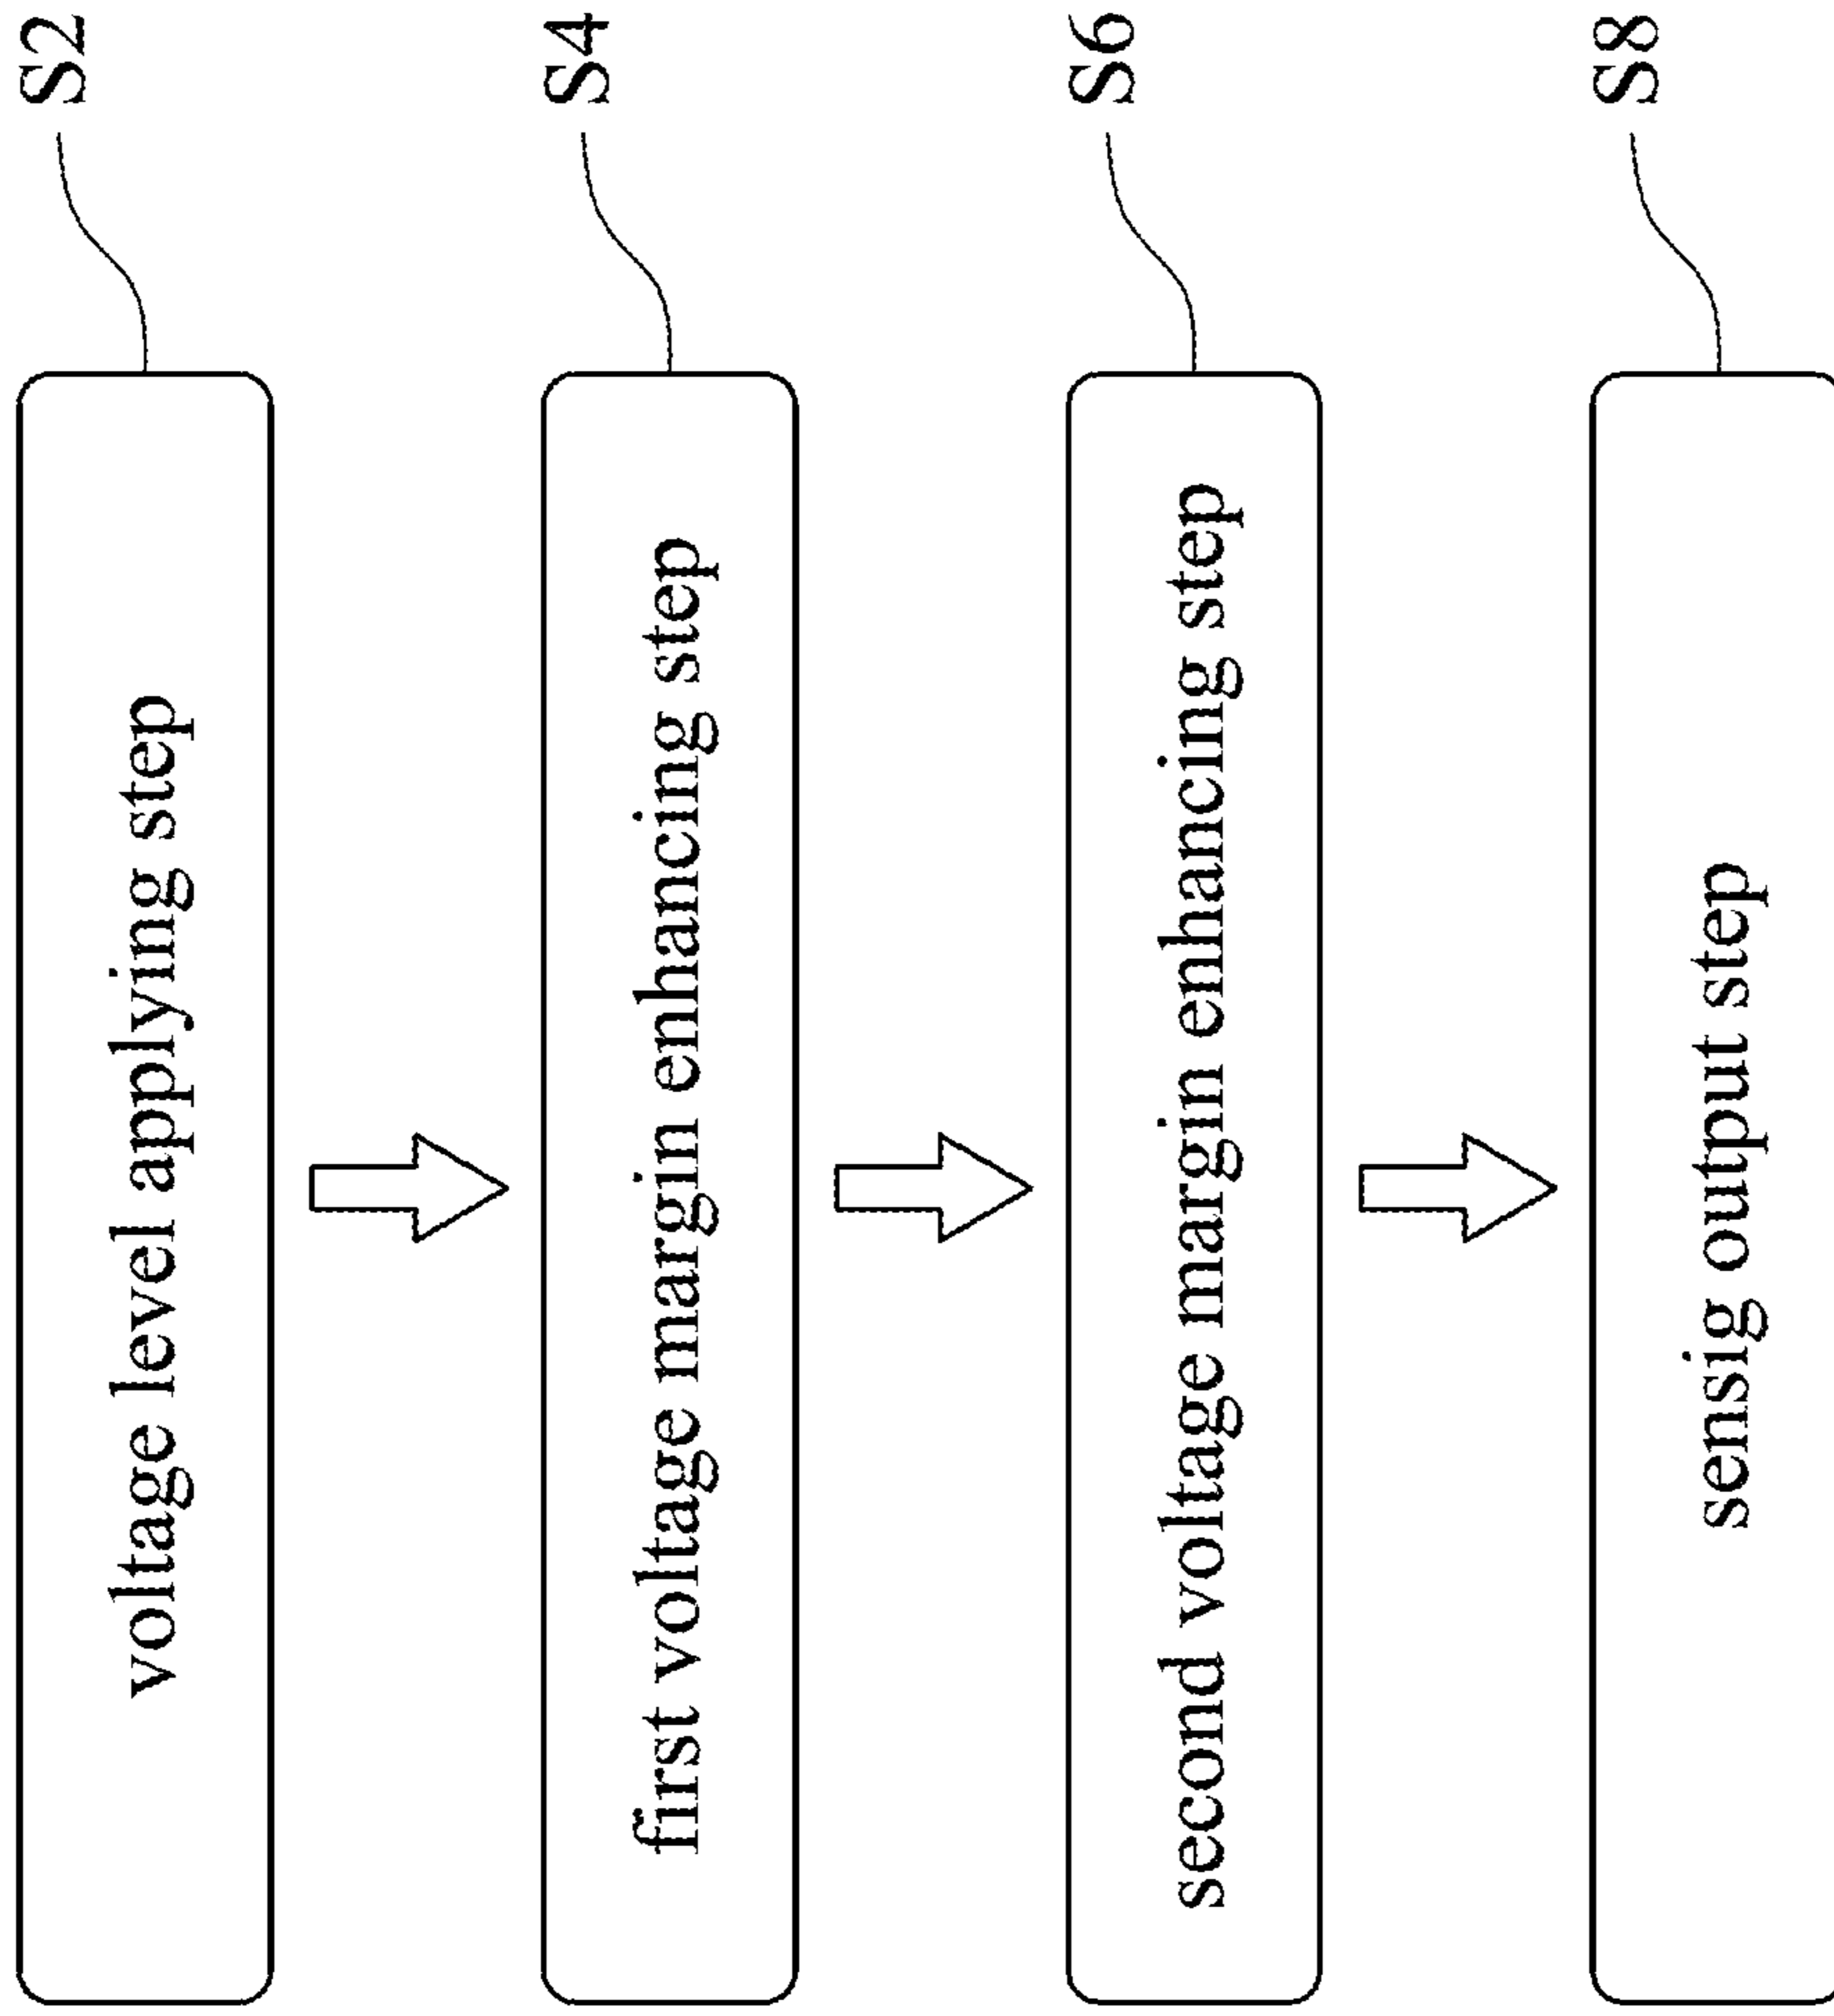 voltage level applying step
S2
first voltage margin enhancing step
S4
second voltage margin enhancing step
S6
sensig output step
S8